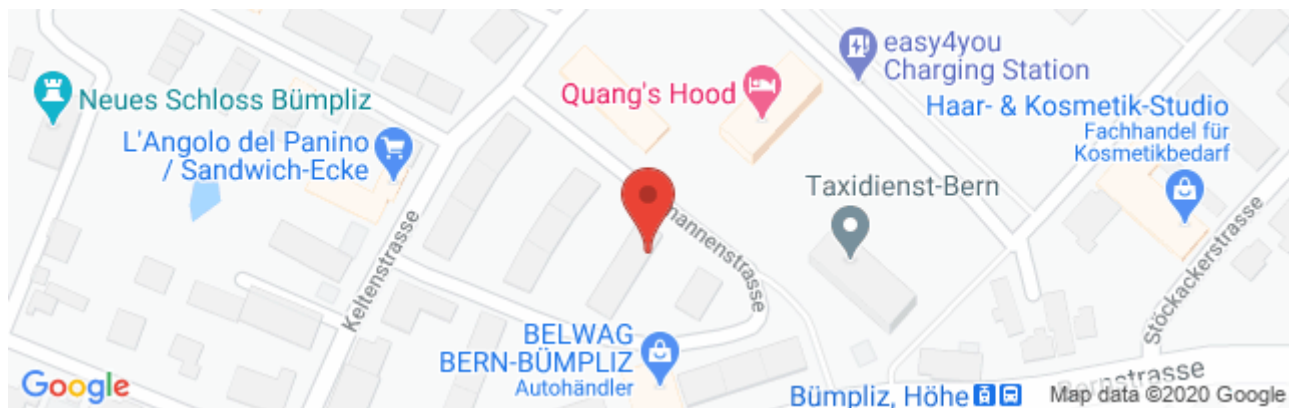 easy4you
Charging Station
Neues Schloss Bümpliz
Quang's Hood
Haar- & Kosmetik-Studio
Fachhandel für
Kosmetikbedarf
L'Angolo del Panino
/ Sandwich-Ecke
Taxidienst-Bern
Keltenstrasse
Stöckackerstrasse
BELWAG
BERN-BÜMPLIZ
Autohändler
Google
Bümpliz, Höhe
Map data ©2020 Google